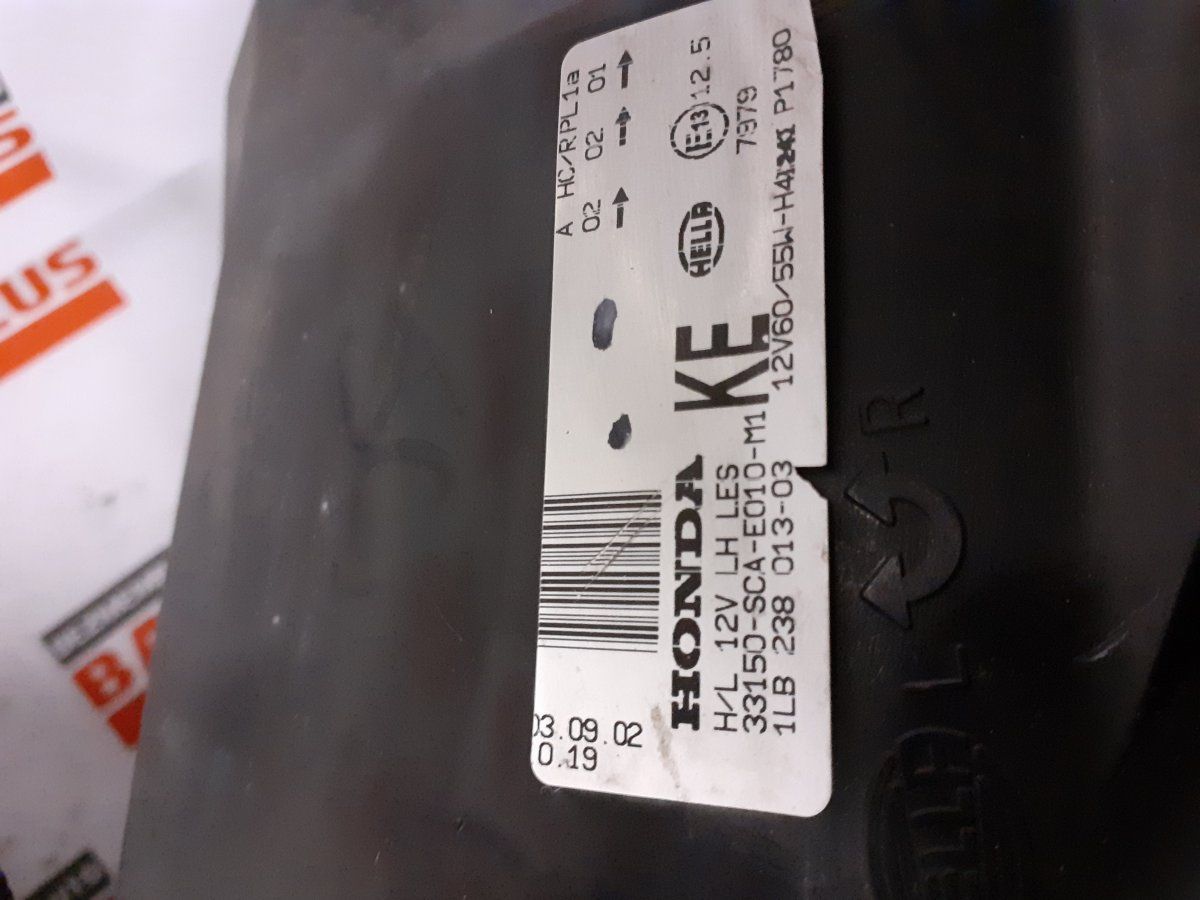 03.09.02
0.19
A HC/RPL1a
02 02 01
HONDA
H/L 12V LH LES
33150-SCA-E010-M1
1LB 238 013-03
KE
HELLA
E13 12.5
7979
12V60/55W-H4 P1780
L R